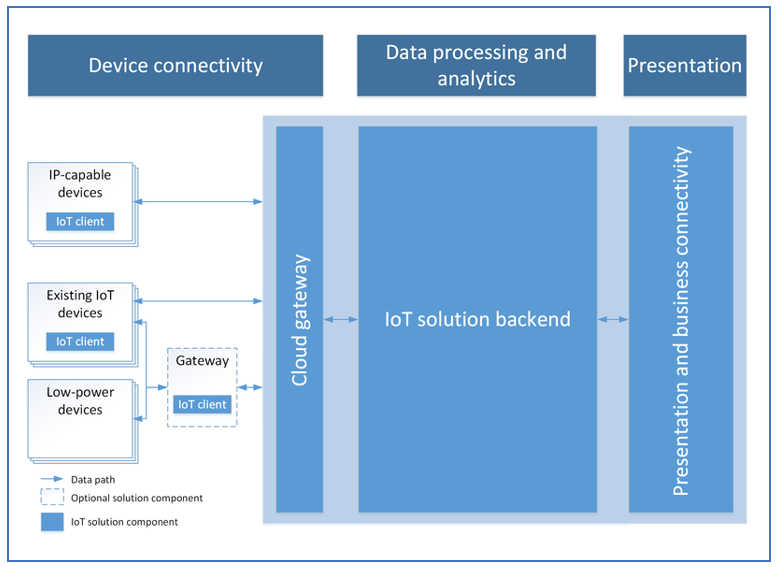 Device connectivity
Data processing and
analytics
Presentation
IP-capable
devices
IoT client
Existing IoT
devices
IoT client
Low-power
devices
Gateway
IoT client
Cloud gateway
IoT solution backend
Presentation and business connectivity
Data path
Optional solution component
IoT solution component